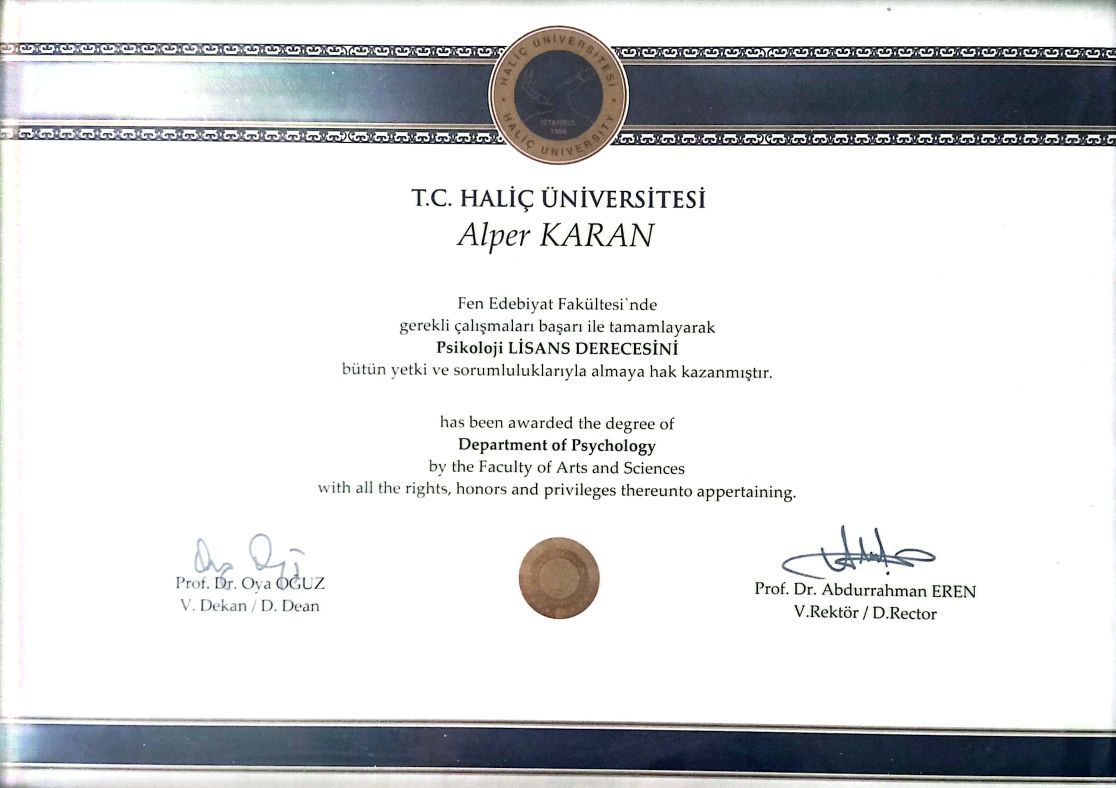 HALİÇ ÜNİVERSİTESİ
İSTANBUL
1998
HALİÇ UNIVERSITY
T.C. HALİÇ ÜNİVERSİTESİ
Alper KARAN
Fen Edebiyat Fakültesi`nde
gerekli çalışmaları başarı ile tamamlayarak
Psikoloji LİSANS DERECESİNİ
bütün yetki ve sorumluluklarıyla almaya hak kazanmıştır.
has been awarded the degree of
Department of Psychology
by the Faculty of Arts and Sciences
with all the rights, honors and privileges thereunto appertaining.
Prof. Dr. Oya OĞUZ
V. Dekan / D. Dean
Prof. Dr. Abdurrahman EREN
V.Rektör / D.Rector